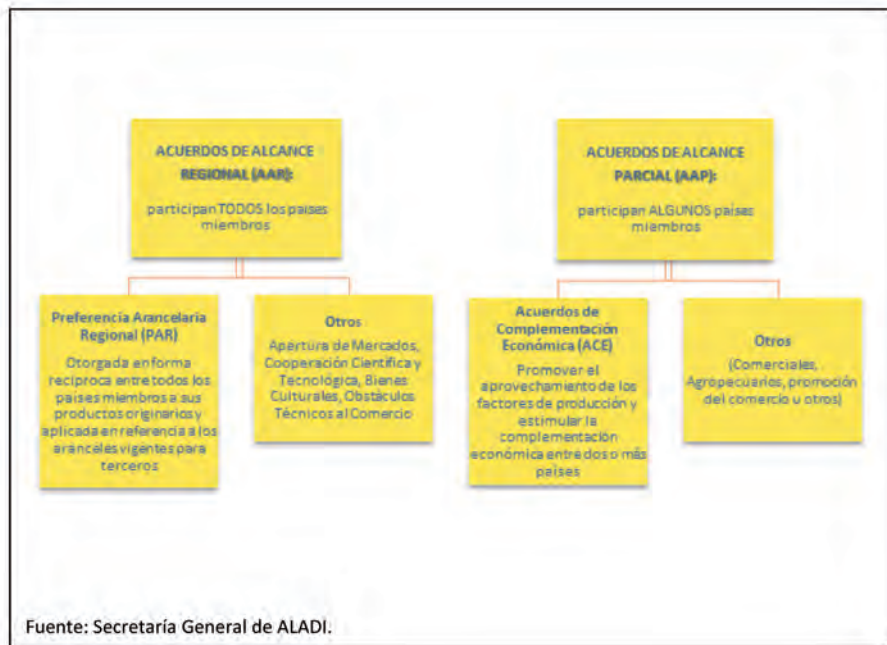 ACUERDOS DE ALCANCE
REGIONAL (AAR):
participan TODOS los países
miembros
Preferencia Arancelaria
Regional (PAR)
Otorgada en forma
recíproca entre todos los
países miembros a sus
productos originarios y
aplicada en referencia a los
aranceles vigentes para
terceros
Otros
Apertura de Mercados,
Cooperación Científica y
Tecnológica, Bienes
Culturales, Obstáculos
Técnicos al Comercio
ACUERDOS DE ALCANCE
PARCIAL (AAP):
participan ALGUNOS países
miembros
Acuerdos de
Complementación
Económica (ACE)
Promover el
aprovechamiento de los
factores de producción y
estimular la
complementación
económica entre dos o más
países
Otros
(Comerciales,
Agropecuarios, promoción
del comercio u otros)
Fuente: Secretaría General de ALADI.